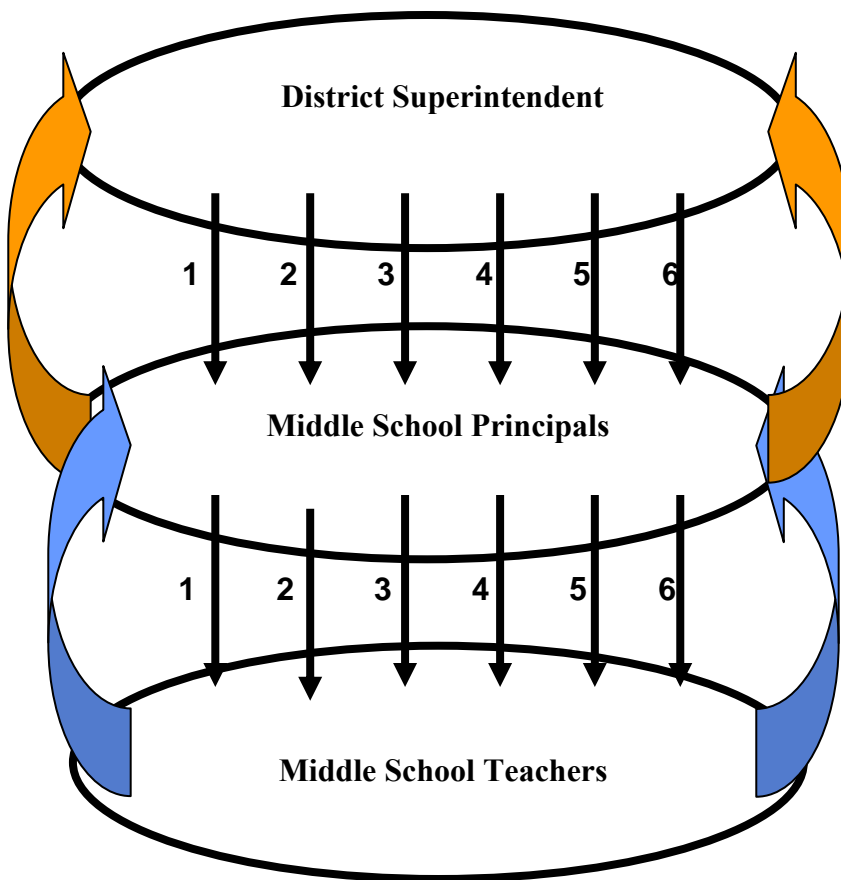 District Superintendent
1 2 3 4 5 6
Middle School Principals
1 2 3 4 5 6
Middle School Teachers